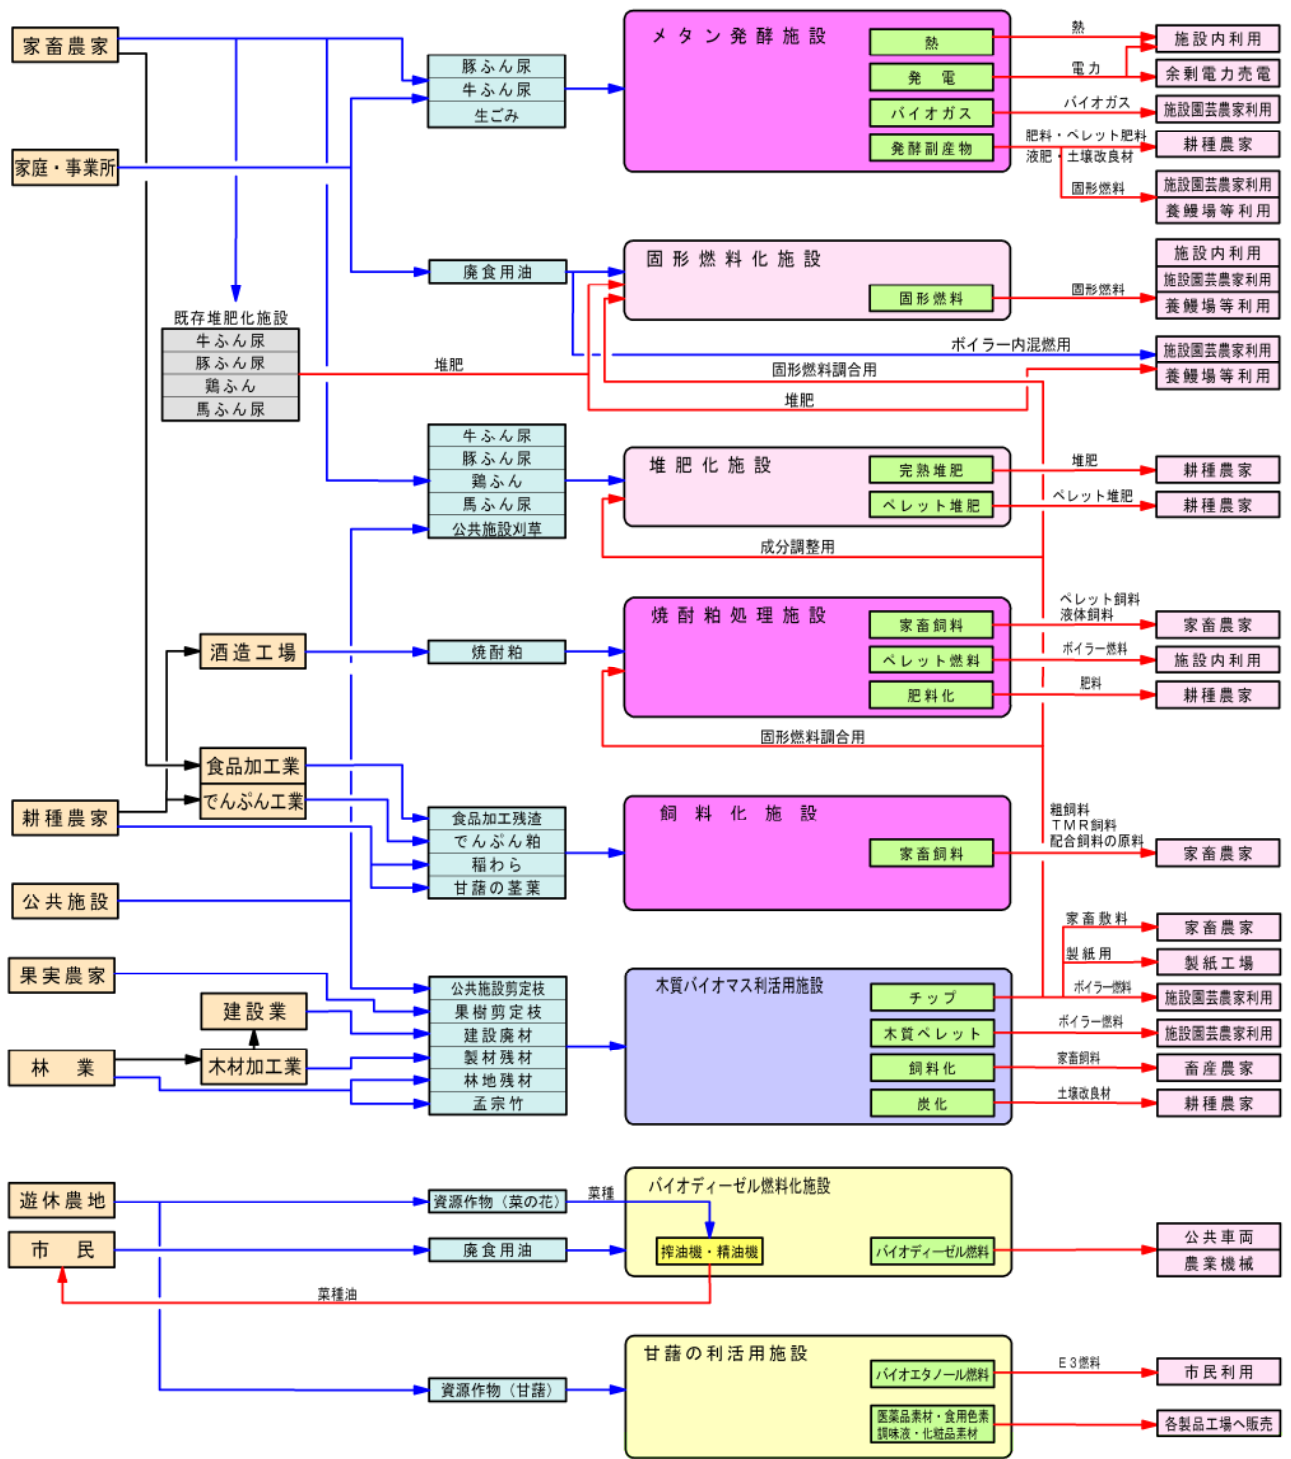 家畜農家
家庭・事業所
豚ふん尿
牛ふん尿
生ごみ
メタン発酵施設
熱
発　電
バイオガス
発酵副産物
熱
電力
バイオガス
肥料・ペレット肥料
液肥・土壌改良材
固形燃料
施設内利用
余剰電力売電
施設園芸農家利用
耕種農家
施設園芸農家利用
養鰻場等利用
廃食用油
固形燃料化施設
固形燃料
固形燃料
施設内利用
施設園芸農家利用
養鰻場等利用
既存堆肥化施設
牛ふん尿
豚ふん尿
鶏ふん
馬ふん尿
堆肥
ボイラー内混燃用
固形燃料調合用
堆肥
施設園芸農家利用
養鰻場等利用
牛ふん尿
豚ふん尿
鶏ふん
馬ふん尿
公共施設刈草
堆肥化施設
完熟堆肥
ペレット堆肥
堆肥
ペレット堆肥
耕種農家
耕種農家
成分調整用
酒造工場
焼酎粕
焼酎粕処理施設
家畜飼料
ペレット燃料
肥料化
ペレット飼料
液体飼料
ボイラー燃料
肥料
家畜農家
施設内利用
耕種農家
固形燃料調合用
食品加工業
でんぷん工業
耕種農家
公共施設
食品加工残渣
でんぷん粕
稲わら
甘藷の茎葉
飼料化施設
家畜飼料
粗飼料
TMR飼料
配合飼料の原料
家畜農家
果実農家
建設業
林　業
木材加工業
公共施設剪定枝
果樹剪定枝
建設廃材
製材残材
林地残材
孟宗竹
木質バイオマス利活用施設
チップ
木質ペレット
飼料化
炭化
家畜敷料
製紙用
ボイラー燃料
ボイラー燃料
家畜飼料
土壌改良材
家畜農家
製紙工場
施設園芸農家利用
施設園芸農家利用
畜産農家
耕種農家
遊休農地
市　民
資源作物（菜の花）
廃食用油
菜種
バイオディーゼル燃料化施設
搾油機・精油機
バイオディーゼル燃料
公共車両
農業機械
菜種油
資源作物（甘藷）
甘藷の利活用施設
バイオエタノール燃料
医薬品素材・食用色素
調味液・化粧品素材
E3燃料
市民利用
各製品工場へ販売